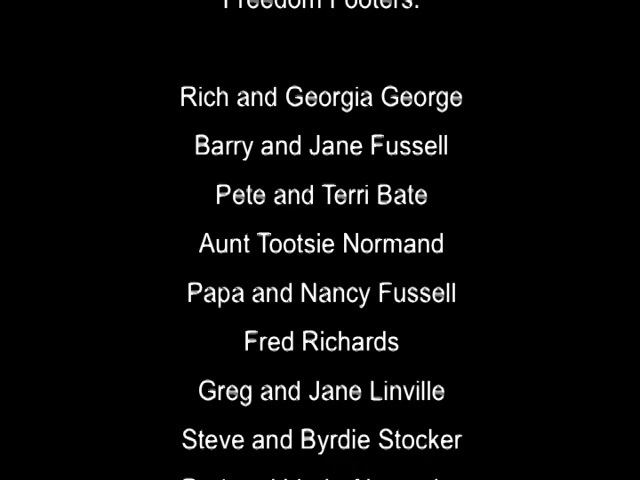 Freedom Footers.
Rich and Georgia George
Barry and Jane Fussell
Pete and Terri Bate
Aunt Tootsie Normand
Papa and Nancy Fussell
Fred Richards
Greg and Jane Linville
Steve and Byrdie Stocker